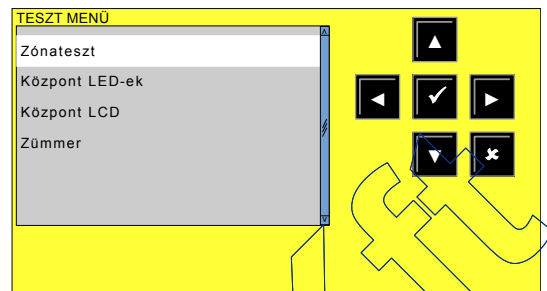 TESZT MENÜ
Zónateszt
Központ LED-ek
Központ LCD
Zümmer